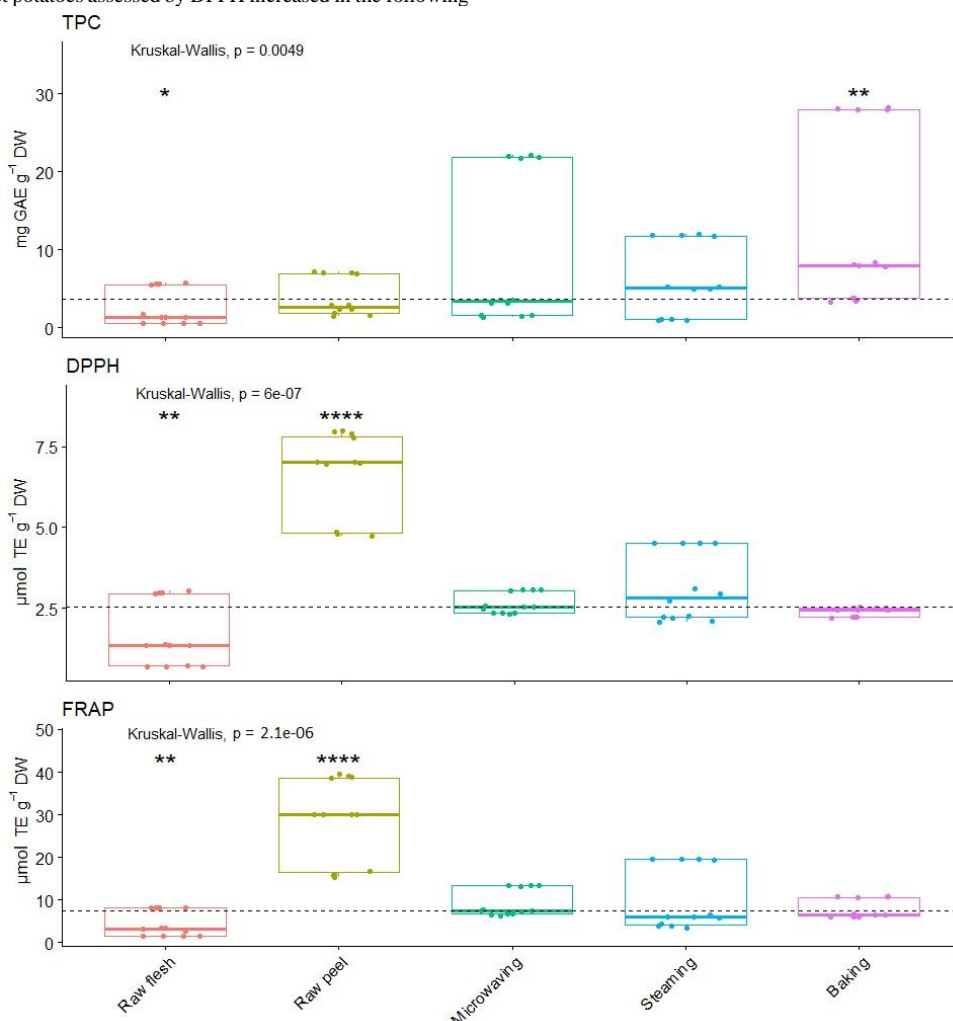 potatoes assessed by DPPH increased in the following
TPC
Kruskal-Wallis, p = 0.0049
* **
mg GAE g⁻¹ DW
30
20
10
0
DPPH
Kruskal-Wallis, p = 6e-07
** ****
µmol TE g⁻¹ DW
7.5
5.0
2.5
FRAP
Kruskal-Wallis, p = 2.1e-06
** ****
µmol TE g⁻¹ DW
50
40
30
20
10
0
Raw flesh
Raw peel
Microwaving
Steaming
Baking